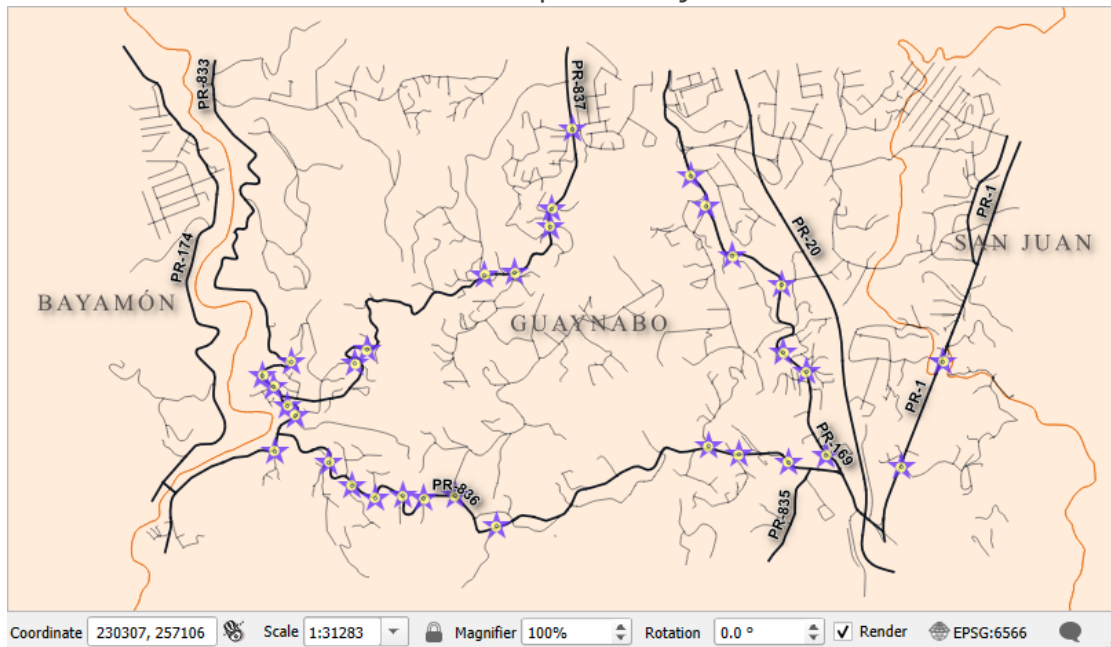 PR-833
PR-837
PR-1
PR-20
SAN JUAN
PR-174
BAYAMÓN
GUAYNABO
PR-1
PR-169
PR-836
PR-835
Coordinate 230307, 257106 Scale 1:31283 Magnifier 100% Rotation 0.0 ° Render EPSG:6566